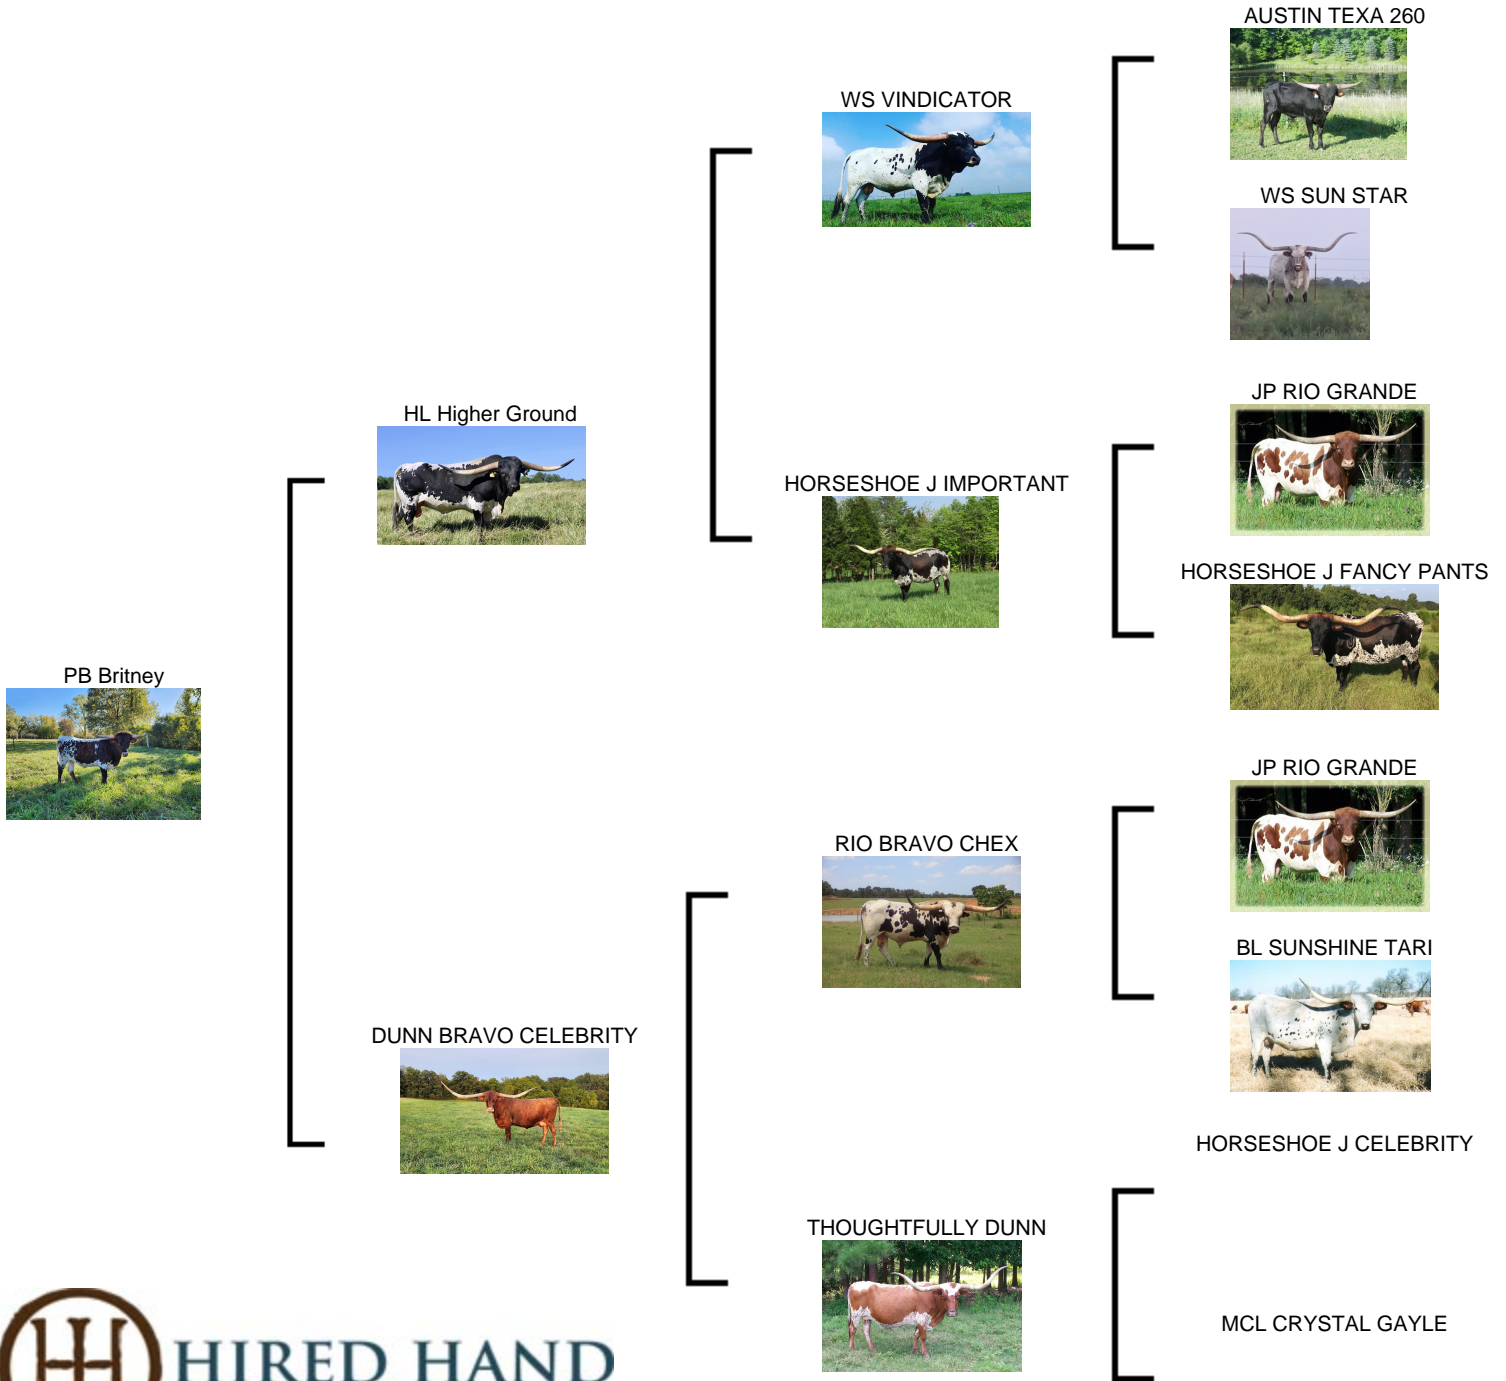 AUSTIN TEXA 260
WS VINDICATOR
WS SUN STAR
JP RIO GRANDE
HL Higher Ground
HORSESHOE J IMPORTANT
HORSESHOE J FANCY PANTS
PB Britney
JP RIO GRANDE
RIO BRAVO CHEX
BL SUNSHINE TARI
DUNN BRAVO CELEBRITY
HORSESHOE J CELEBRITY
THOUGHTFULLY DUNN
MCL CRYSTAL GAYLE
HIRED HAND